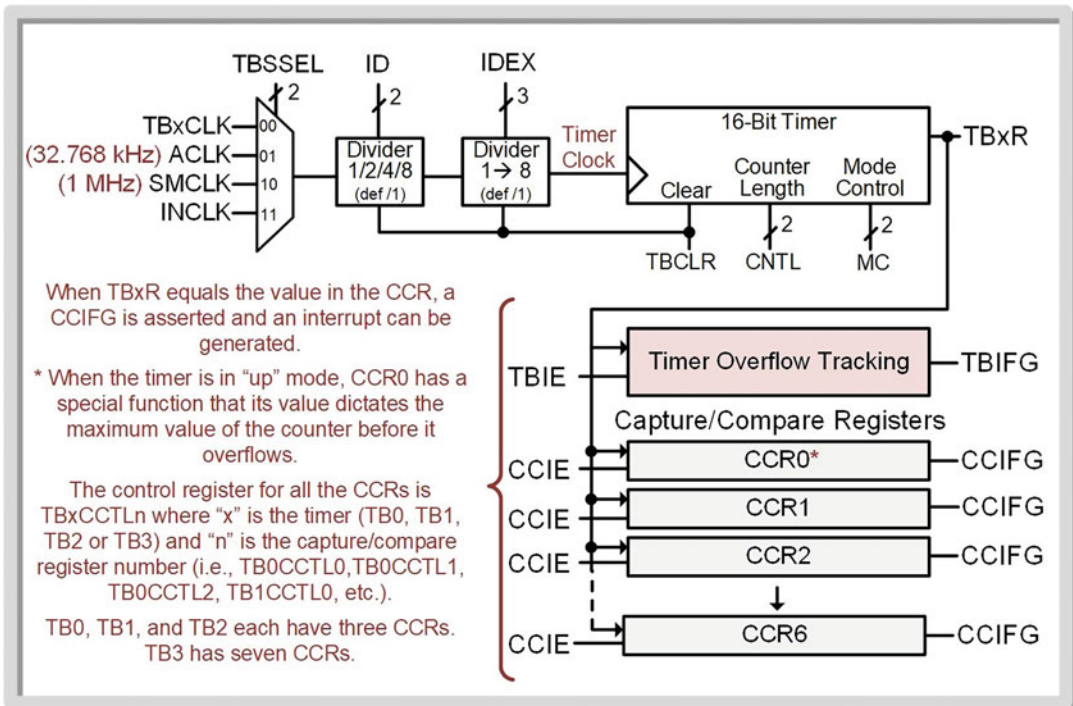 TBSSEL ID IDEX
2 2 3
TBxCLK 00
(32.768 kHz) ACLK 01
(1 MHz) SMCLK 10
INCLK 11
Divider
1/2/4/8
(def /1)
Divider
1→ 8
(def /1)
Timer
Clock
16-Bit Timer
Clear
Counter
Length
Mode
Control
TBxR
2 2
TBCLR CNTL MC
When TBxR equals the value in the CCR, a
CCIFG is asserted and an interrupt can be
generated.
* When the timer is in “up” mode, CCR0 has a
special function that its value dictates the
maximum value of the counter before it
overflows.
The control register for all the CCRs is
TBxCCTLn where “x” is the timer (TB0, TB1,
TB2 or TB3) and “n” is the capture/compare
register number (i.e., TB0CCTL0,TB0CCTL1,
TB0CCTL2, TB1CCTL0, etc.).
TB0, TB1, and TB2 each have three CCRs.
TB3 has seven CCRs.
TBIE Timer Overflow Tracking TBIFG
Capture/Compare Registers
CCIE CCR0* CCIFG
CCIE CCR1 CCIFG
CCIE CCR2 CCIFG
CCIE CCR6 CCIFG